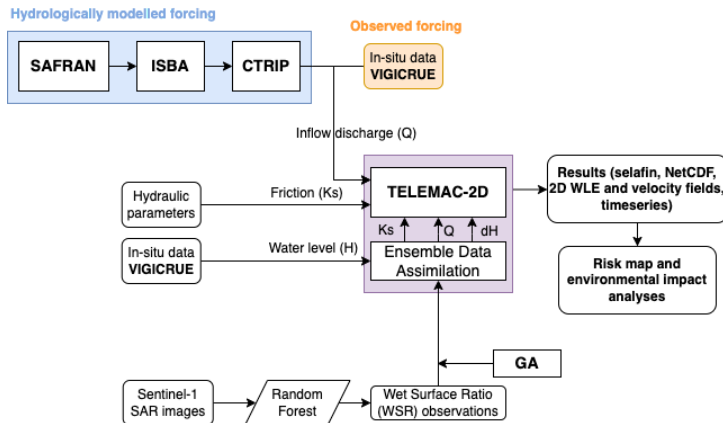 Hydrologically modelled forcing
Observed forcing
SAFRAN
ISBA
CTRIP
In-situ data
VIGICRUE
Inflow discharge (Q)
Hydraulic
parameters
Friction (Ks)
TELEMAC-2D
Results (selafin, NetCDF,
2D WLE and velocity fields,
timeseries)
Ks
Q
dH
In-situ data
VIGICRUE
Water level (H)
Ensemble Data
Assimilation
Risk map and
environmental impact
analyses
GA
Sentinel-1
SAR images
Random
Forest
Wet Surface Ratio
(WSR) observations